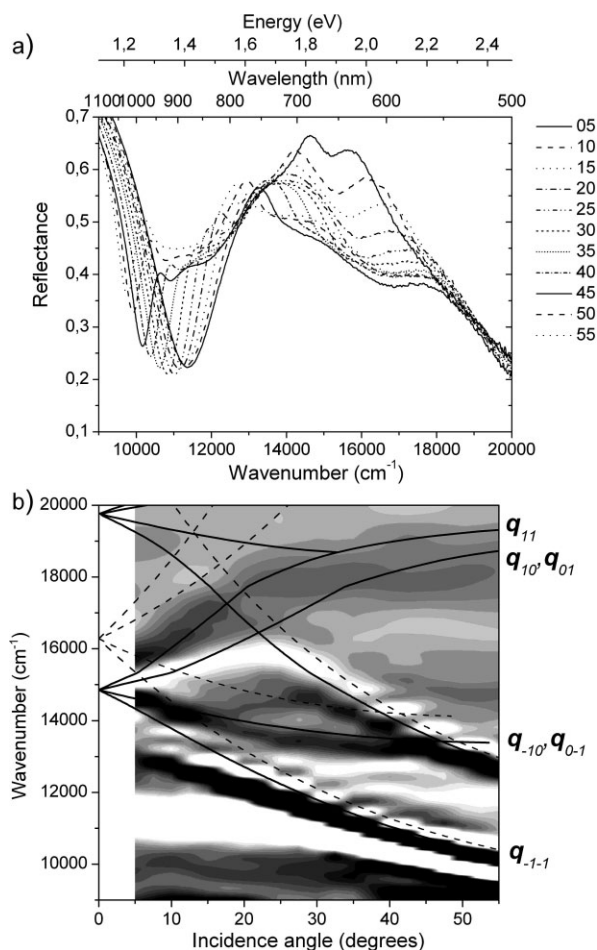 Energy (eV)
a)
1,2 1,4 1,6 1,8 2,0 2,2 2,4
Wavelength (nm)
1100 1000 900 800 700 600 500
0,7
0,6
0,5
0,4
0,3
0,2
0,1
Reflectance
10000 12000 14000 16000 18000 20000
Wavenumber (cm⁻¹)
05
10
15
20
25
30
35
40
45
50
55
b)
20000
18000
16000
14000
12000
10000
Wavenumber (cm⁻¹)
q₁₁
q₁₀,q₀₁
q₋₁₀,q₀₋₁
q₋₁₋₁
0 10 20 30 40 50
Incidence angle (degrees)